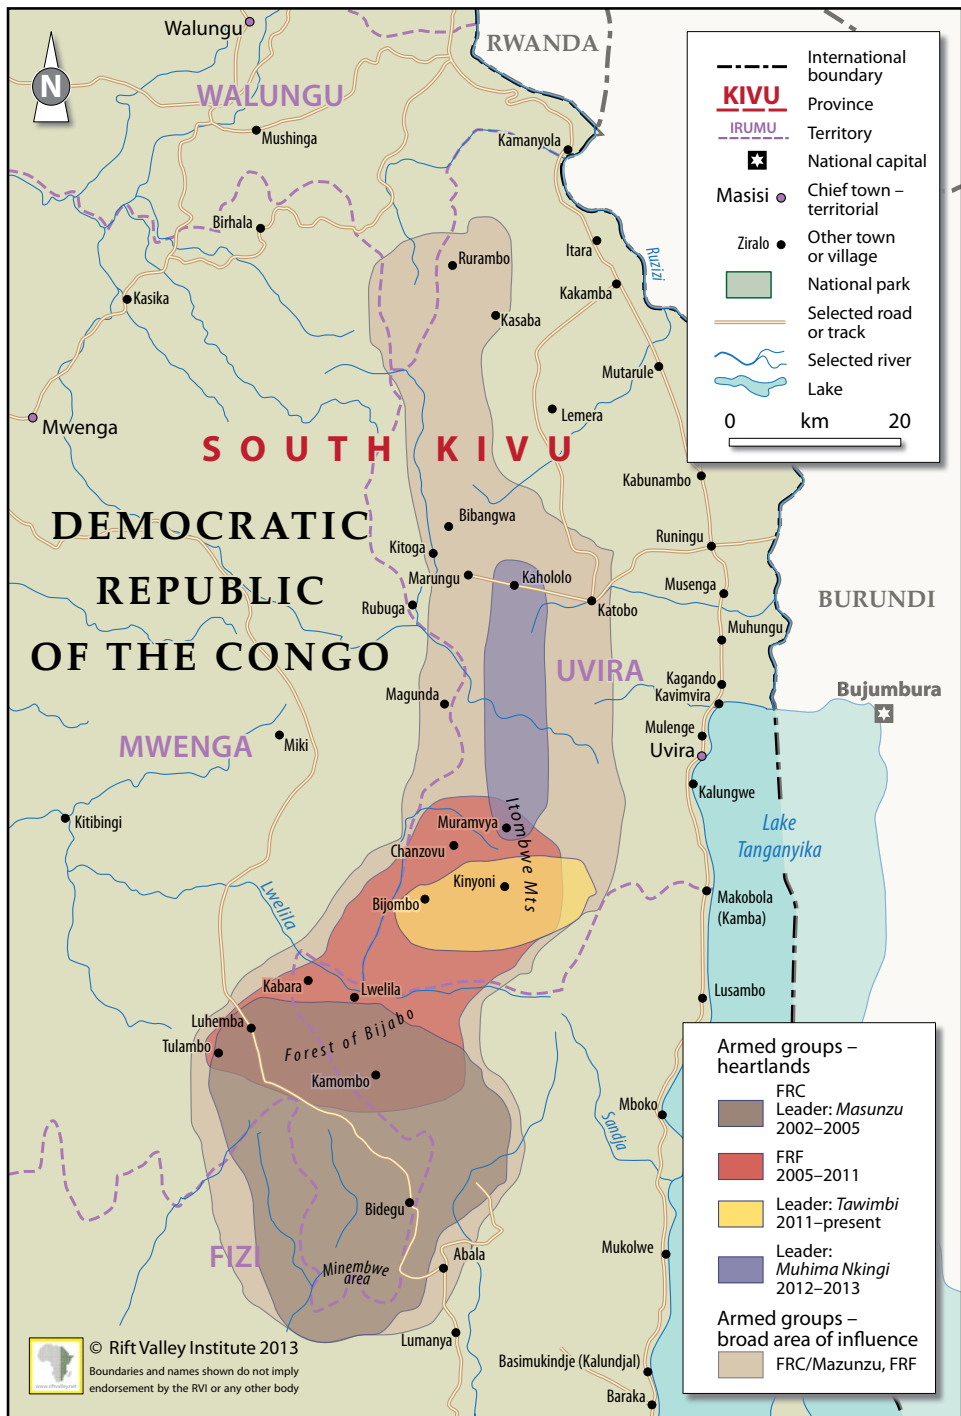 Walungu
RWANDA
N
WALUNGU
Mushinga
Kamanyola
Birhala
Itara
Ruzizi
Rurambo
Kasika
Kakamba
Kasaba
Mutarule
Mwenga
Lemera
SOUTH KIVU
Kabunambo
DEMOCRATIC
REPUBLIC
OF THE CONGO
Bibangwa
Kitoga
Runingu
Marungu
Kahololo
Musenga
Rubuga
Katobo
BURUNDI
Muhungu
UVIRA
Kagando
Kavimvira
Magunda
Bujumbura
Mulenge
MWENGA
Miki
Uvira
Kalungwe
Kitibingi
Muramvya
Itombwe Mts
Lake
Tanganyika
Chanzovu
Kinyoni
Lwelila
Bijombo
Makobola
(Kamba)
Kabara
Lwelila
Lusambo
Luhemba
Forest of Bijabo
Tulambo
Kamombo
Mboko
Sandja
Bidegu
FIZI
Abala
Mukolwe
Minembwe
area
Lumanya
Basimukindje (Kalundjal)
Baraka
International
boundary
KIVU
Province
IRUMU
Territory
National capital
Masisi
Chief town –
territorial
Ziralo
Other town
or village
National park
Selected road
or track
Selected river
Lake
0 km 20
Armed groups –
heartlands
FRC
Leader: Masunzu
2002–2005
FRF
2005–2011
Leader: Tawimbi
2011–present
Leader:
Muhima Nkingi
2012–2013
Armed groups –
broad area of influence
FRC/Mazunzu, FRF
© Rift Valley Institute 2013
Boundaries and names shown do not imply
endorsement by the RVI or any other body
www.riftvalley.net